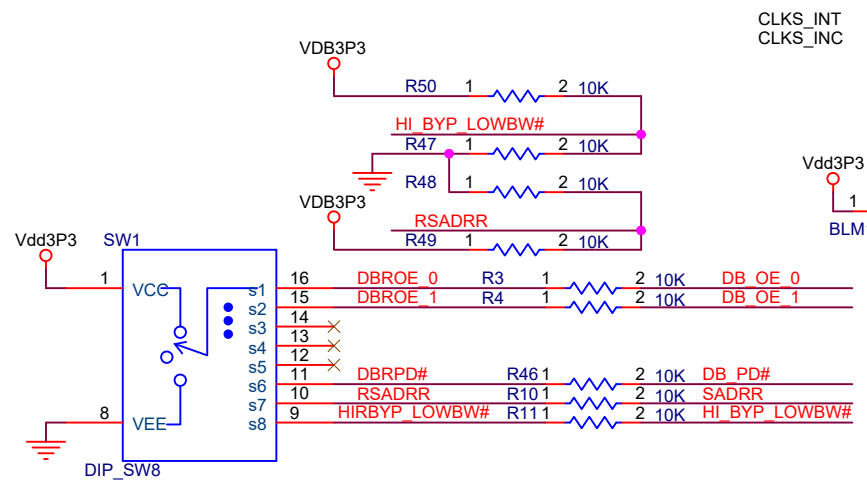 CLKS_INT
CLKS_INC
VDB3P3
R50 1 2 10K
HI_BYP_LOWBW#
R47 1 2 10K
R48 1 2 10K
Vdd3P3
VDB3P3
RSADRR
1
R49 1 2 10K
BLM
Vdd3P3
SW1
1 VCC s1 16 DBROE_0 R3 1 2 10K DB_OE_0
s2 15 DBROE_1 R4 1 2 10K DB_OE_1
s3 14
s4 13
s5 12
s6 11 DBRPD# R46 1 2 10K DB_PD#
s7 10 RSADRR R10 1 2 10K SADRR
8 VEE s8 9 HIRBYP_LOWBW# R11 1 2 10K HI_BYP_LOWBW#
DIP_SW8